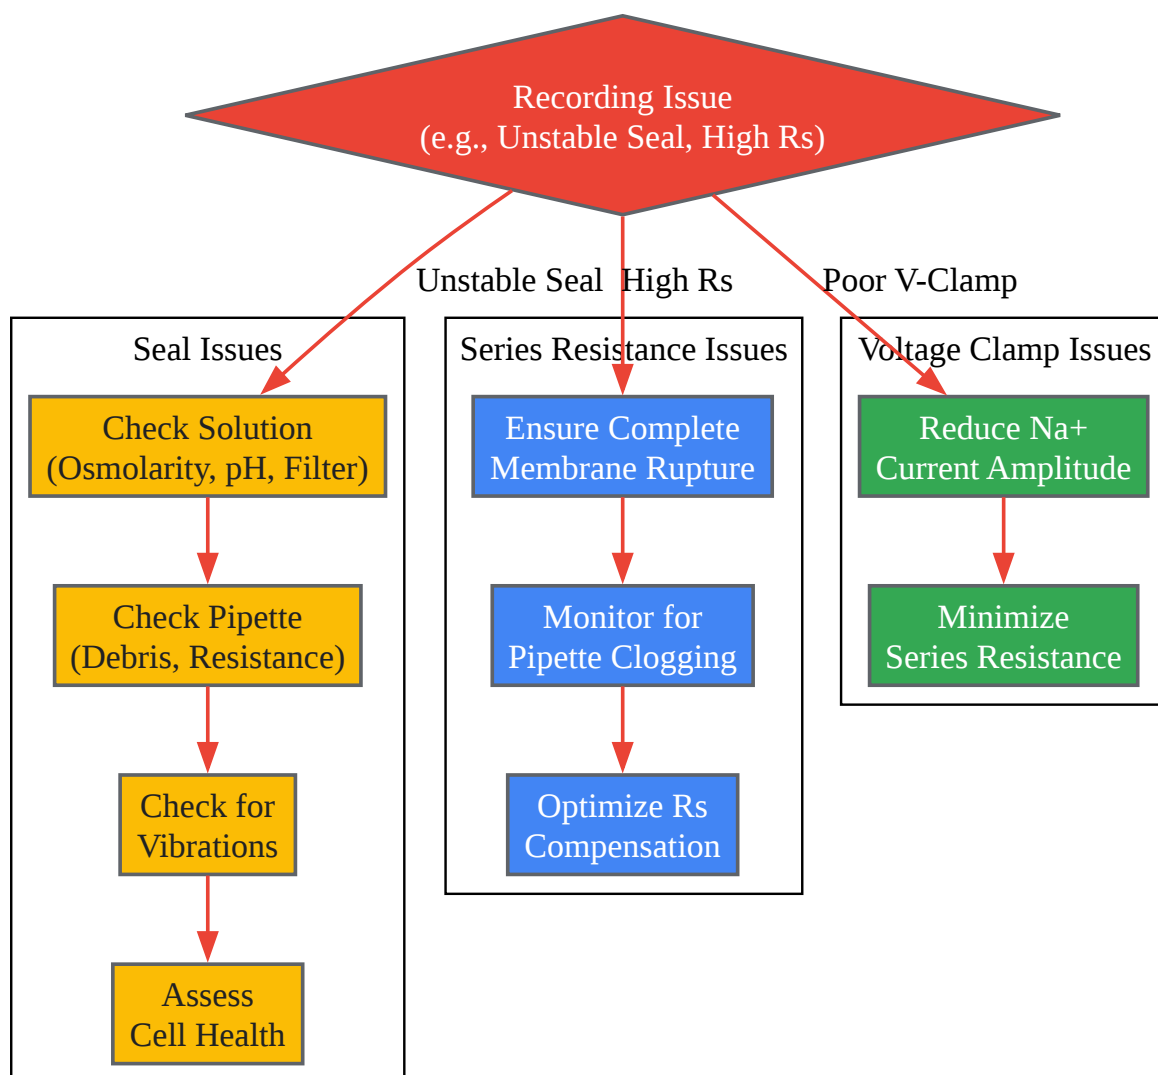 Recording Issue
(e.g., Unstable Seal, High Rs)
Unstable Seal
High Rs
Poor V-Clamp
Seal Issues
Check Solution
(Osmolarity, pH, Filter)
Check Pipette
(Debris, Resistance)
Check for
Vibrations
Assess
Cell Health
Series Resistance Issues
Ensure Complete
Membrane Rupture
Monitor for
Pipette Clogging
Optimize Rs
Compensation
Voltage Clamp Issues
Reduce Na+
Current Amplitude
Minimize
Series Resistance